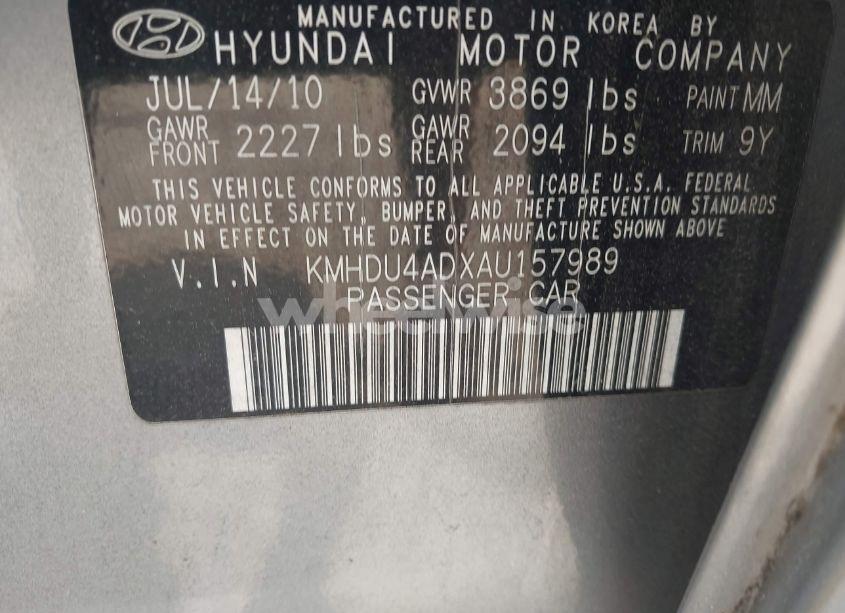 MANUFACTURED IN KOREA BY
HYUNDAI MOTOR COMPANY
JUL/14/10 GVWR 3869 lbs PAINT MM
GAWR FRONT 2227 lbs GAWR REAR 2094 lbs TRIM 9Y
THIS VEHICLE CONFORMS TO ALL APPLICABLE U.S.A. FEDERAL
MOTOR VEHICLE SAFETY, BUMPER, AND THEFT PREVENTION STANDARDS
IN EFFECT ON THE DATE OF MANUFACTURE SHOWN ABOVE
V.I.N KMHDU4ADXAU157989
PASSENGER CAR
wheelwise